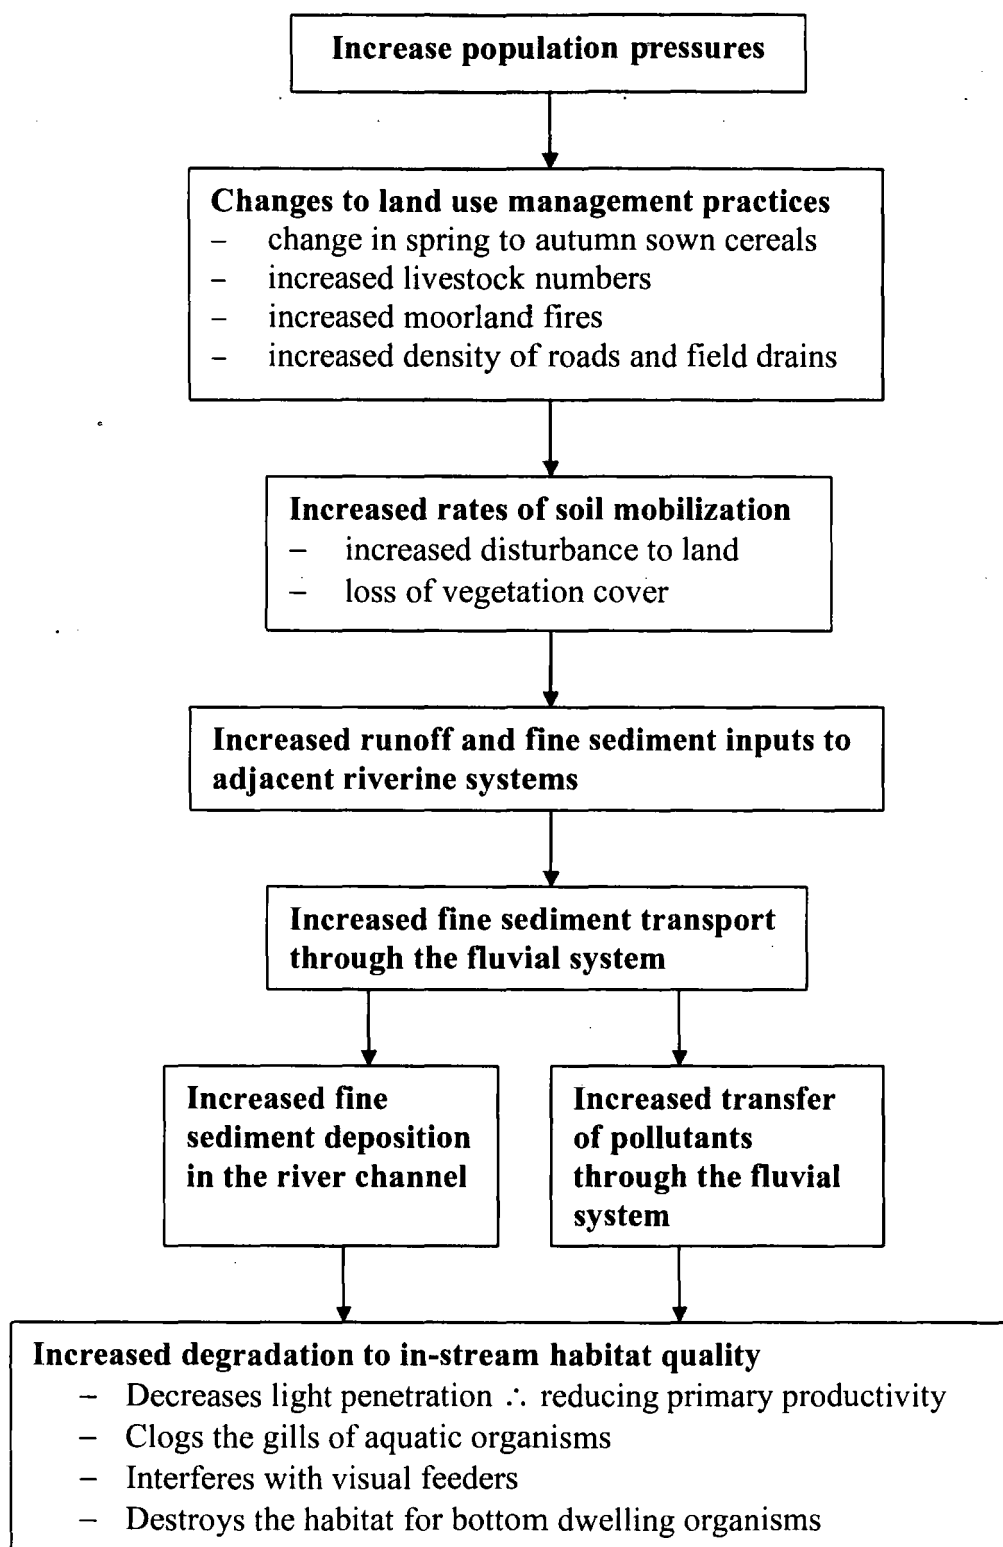 Increase population pressures
Changes to land use management practices
– change in spring to autumn sown cereals
– increased livestock numbers
– increased moorland fires
– increased density of roads and field drains
Increased rates of soil mobilization
– increased disturbance to land
– loss of vegetation cover
Increased runoff and fine sediment inputs to
adjacent riverine systems
Increased fine sediment transport
through the fluvial system
Increased fine
sediment deposition
in the river channel
Increased transfer
of pollutants
through the fluvial
system
Increased degradation to in-stream habitat quality
– Decreases light penetration ∴ reducing primary productivity
– Clogs the gills of aquatic organisms
– Interferes with visual feeders
– Destroys the habitat for bottom dwelling organisms